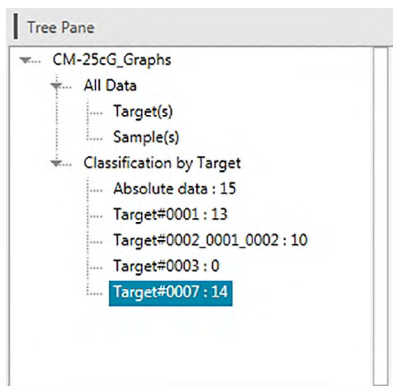 Tree Pane
CM-25cG_Graphs
All Data
Target(s)
Sample(s)
Classification by Target
Absolute data : 15
Target#0001 : 13
Target#0002_0001_0002 : 10
Target#0003 : 0
Target#0007 : 14